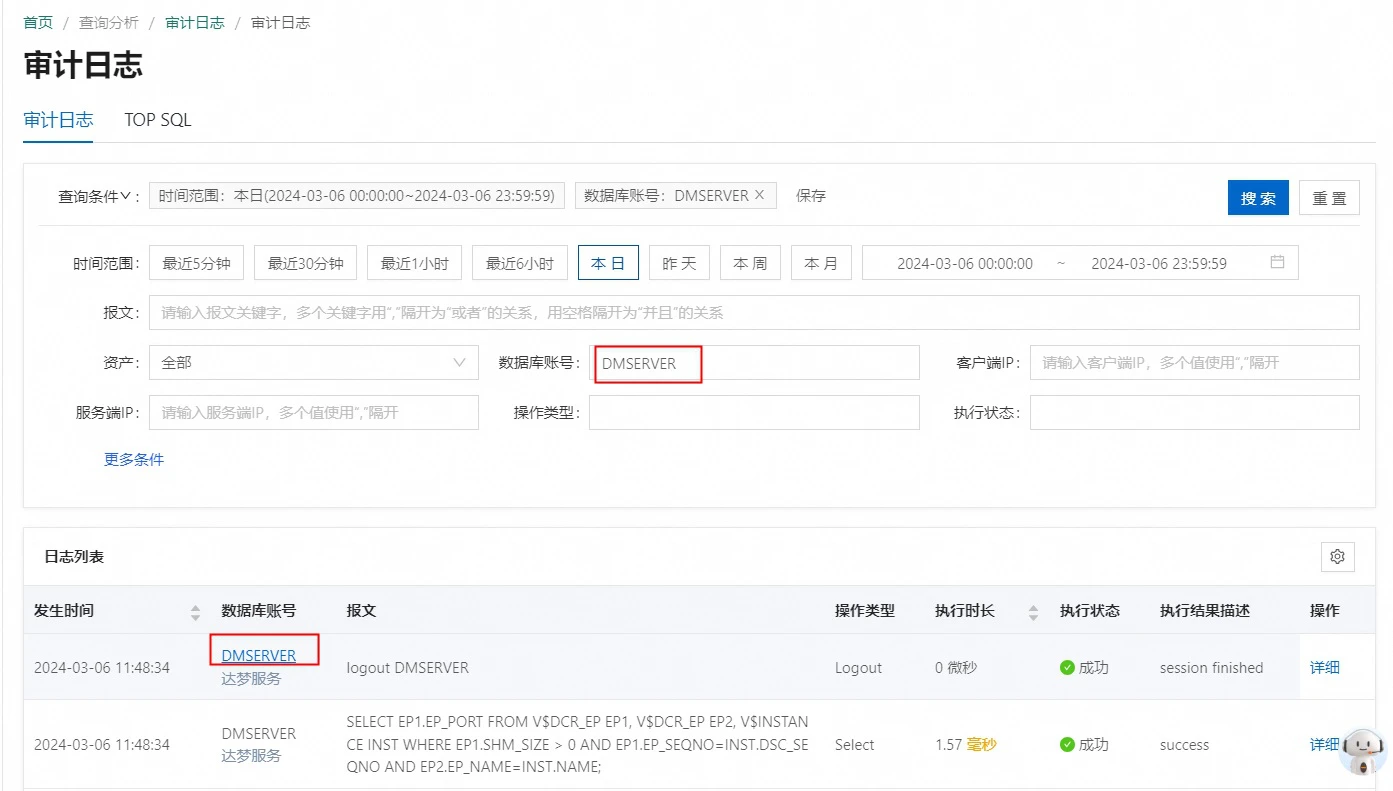 首页 / 查询分析 / 审计日志 / 审计日志
审计日志
审计日志 TOP SQL
查询条件 : 时间范围：本日(2024-03-06 00:00:00~2024-03-06 23:59:59) 数据库账号：DMSERVER × 保存 搜 索 重 置
时间范围： 最近5分钟 最近30分钟 最近1小时 最近6小时 本 日 昨 天 本 周 本 月 2024-03-06 00:00:00 ~ 2024-03-06 23:59:59
报文： 请输入报文关键字，多个关键字用“,”隔开为“或者”的关系，用空格隔开为“并且”的关系
资产： 全部 数据库账号： DMSERVER 客户端IP： 请输入客户端IP，多个值使用“,”隔开
服务端IP： 请输入服务端IP，多个值使用“,”隔开 操作类型： 执行状态：
更多条件
日志列表
发生时间 数据库账号 报文 操作类型 执行时长 执行状态 执行结果描述 操作
2024-03-06 11:48:34 DMSERVER logout DMSERVER Logout 0 微秒 成功 session finished 详细
达梦服务
SELECT EP1.EP_PORT FROM V$DCR_EP EP1, V$DCR_EP EP2, V$INSTAN
2024-03-06 11:48:34 DMSERVER CE INST WHERE EP1.SHM_SIZE > 0 AND EP1.EP_SEQNO=INST.DSC_SE Select 1.57 毫秒 成功 success 详细
达梦服务 QNO AND EP2.EP_NAME=INST.NAME;